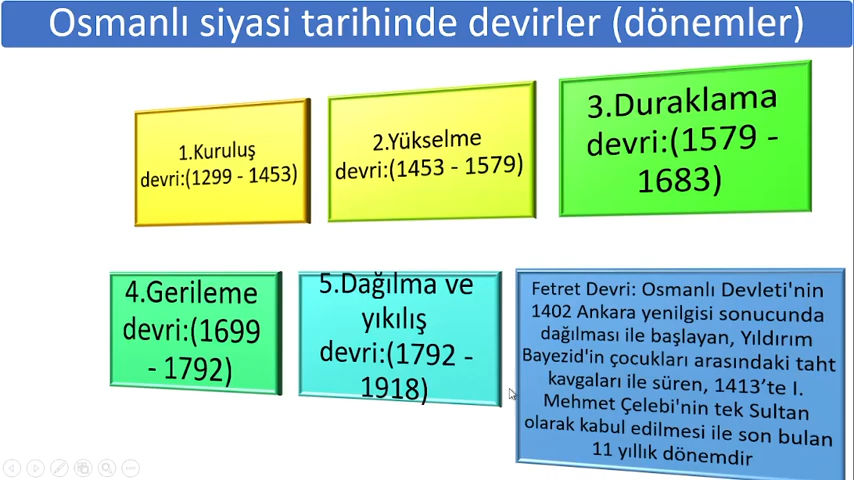 Osmanlı siyasi tarihinde devirler (dönemler)
1.Kuruluş
devri:(1299 - 1453)
2.Yükselme
devri:(1453 - 1579)
3.Duraklama
devri:(1579 -
1683)
4.Gerileme
devri:(1699
- 1792)
5.Dağılma ve
yıkılış
devri:(1792 -
1918)
Fetret Devri: Osmanlı Devleti'nin
1402 Ankara yenilgisi sonucunda
dağılması ile başlayan, Yıldırım
Bayezid'in çocukları arasındaki taht
kavgaları ile süren, 1413’te I.
Mehmet Çelebi'nin tek Sultan
olarak kabul edilmesi ile son bulan
11 yıllık dönemdir